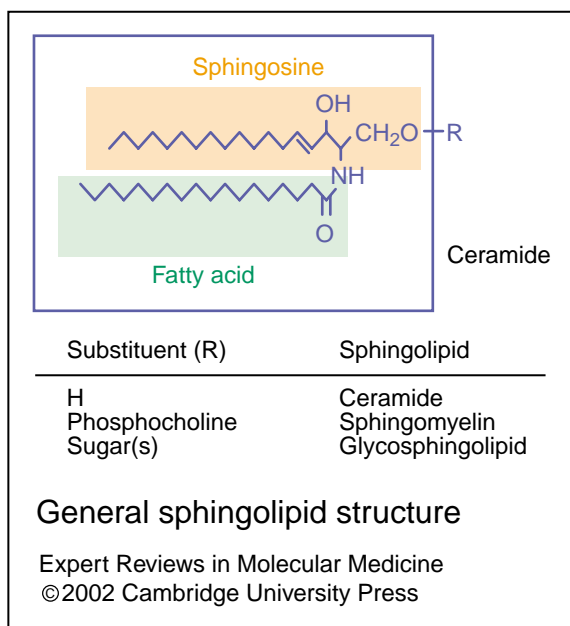 Sphingosine
OH
CH₂O R
NH
O
Fatty acid
Ceramide
Substituent (R) Sphingolipid
H Ceramide
Phosphocholine Sphingomyelin
Sugar(s) Glycosphingolipid
General sphingolipid structure
Expert Reviews in Molecular Medicine
©2002 Cambridge University Press